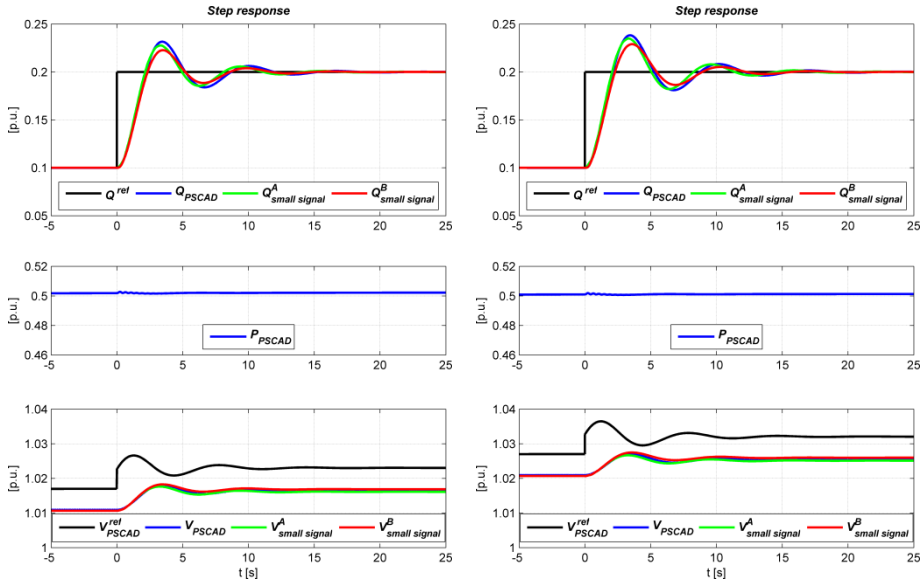 Step response
0.25
0.2
0.15
0.1
0.05
[p.u.]
Q^ref Q_PSCAD Q^A_small signal Q^B_small signal
-5 0 5 10 15 20 25
0.52
0.5
0.48
0.46
[p.u.]
P_PSCAD
-5 0 5 10 15 20 25
1.04
1.03
1.02
1.01
1
[p.u.]
V^ref_PSCAD V_PSCAD V^A_small signal V^B_small signal
-5 0 5 10 15 20 25
t [s]
Step response
0.25
0.2
0.15
0.1
0.05
[p.u.]
Q^ref Q_PSCAD Q^A_small signal Q^B_small signal
-5 0 5 10 15 20 25
0.52
0.5
0.48
0.46
[p.u.]
P_PSCAD
-5 0 5 10 15 20 25
1.04
1.03
1.02
1.01
1
[p.u.]
V^ref_PSCAD V_PSCAD V^A_small signal V^B_small signal
-5 0 5 10 15 20 25
t [s]